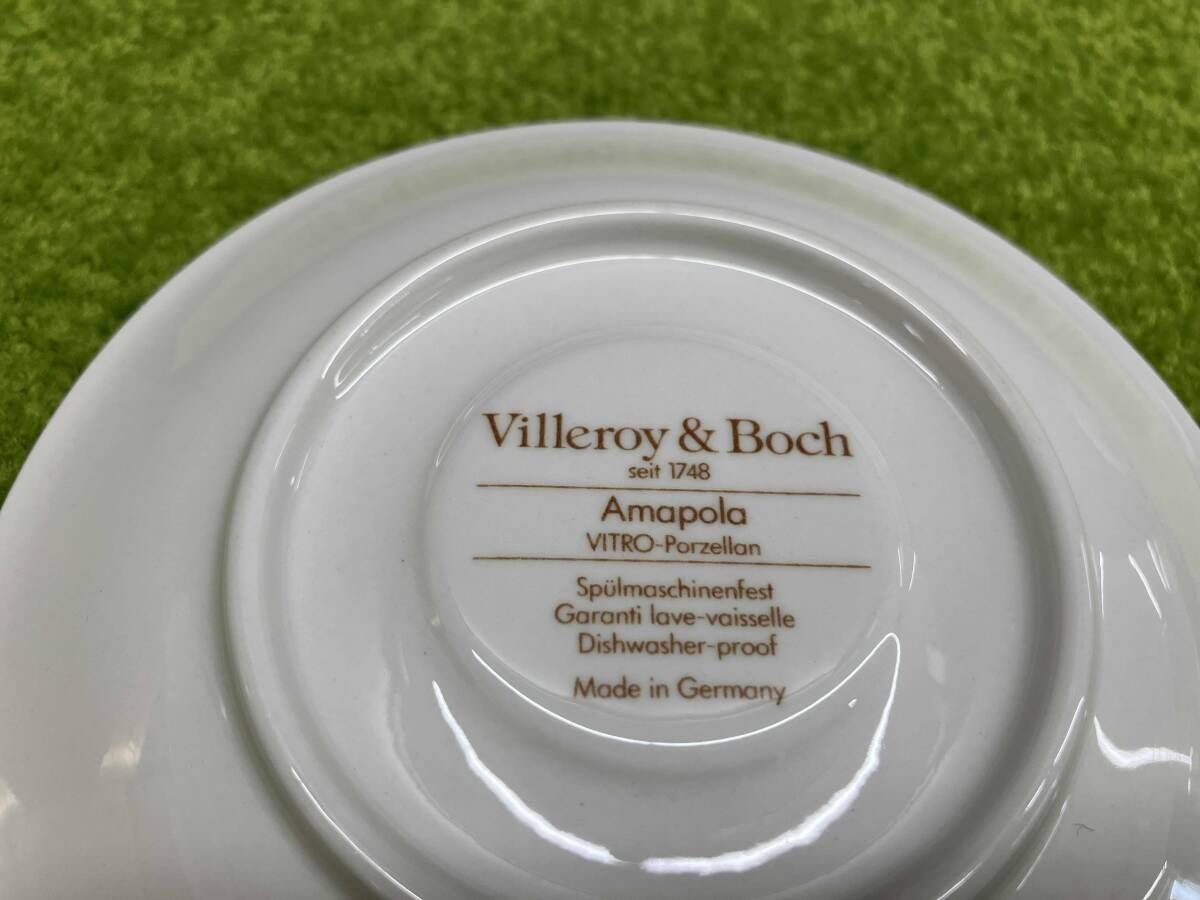 Villeroy & Boch
seit 1748
Amapola
VITRO-Porzellan
Spülmaschinenfest
Garanti lave-vaisselle
Dishwasher-proof
Made in Germany